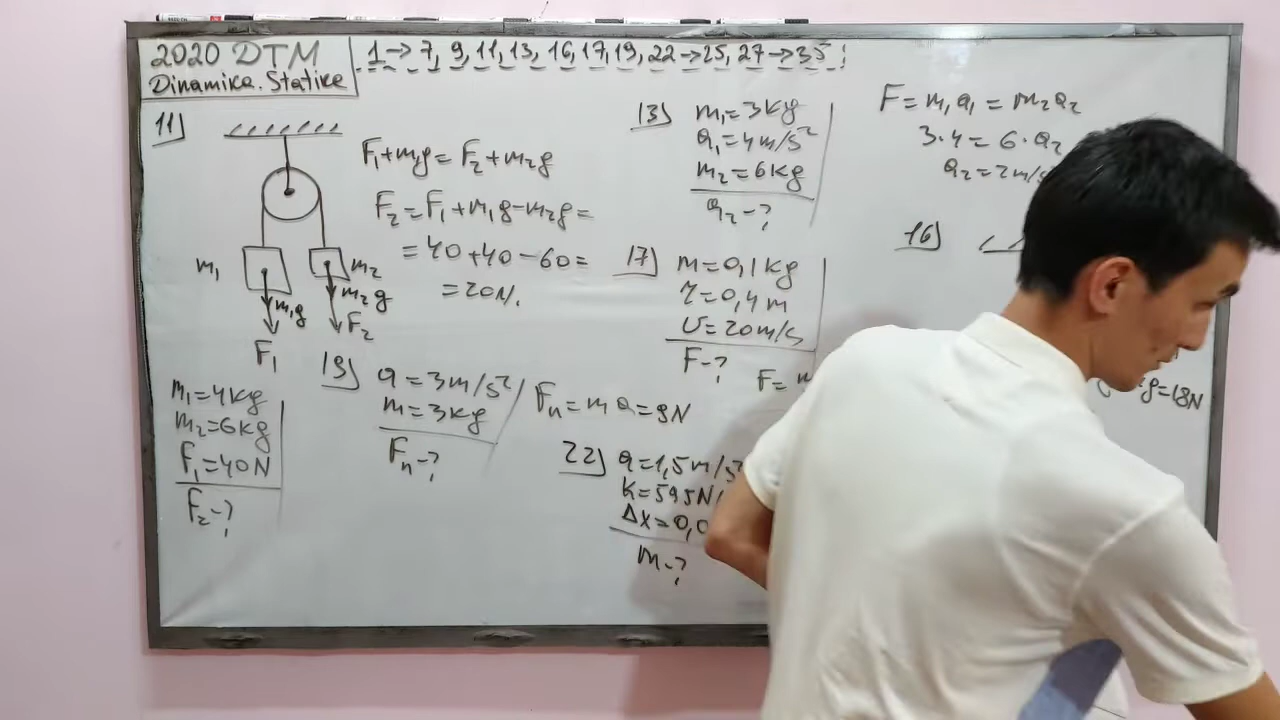 2020 DTM
Dinamika. Statika
1→7, 9, 11, 13, 16, 17, 19, 22→25, 27→35!
11)
F₁+m₁g=F₂+m₂g
F₂=F₁+m₁g-m₂g=
=40+40-60=
=20N.
m₁
m₂
m₁g
m₂g
F₁
F₂
m₁=4kg
m₂=6kg
F₁=40N
F₂-?
13)
m₁=3kg
a₁=4m/s²
m₂=6kg
a₂-?
F=m₁a₁=m₂a₂
3·4=6·a₂
a₂=2m/s
16)
g=18N
17)
m=0,1kg
r=0,4m
υ=20m/s
F-?
F=
19)
a=3m/s²
m=3kg
Fₙ-?
Fₙ=ma=9N
22)
a=1,5m/s²
K=595N/
Δx=0,0
m-?